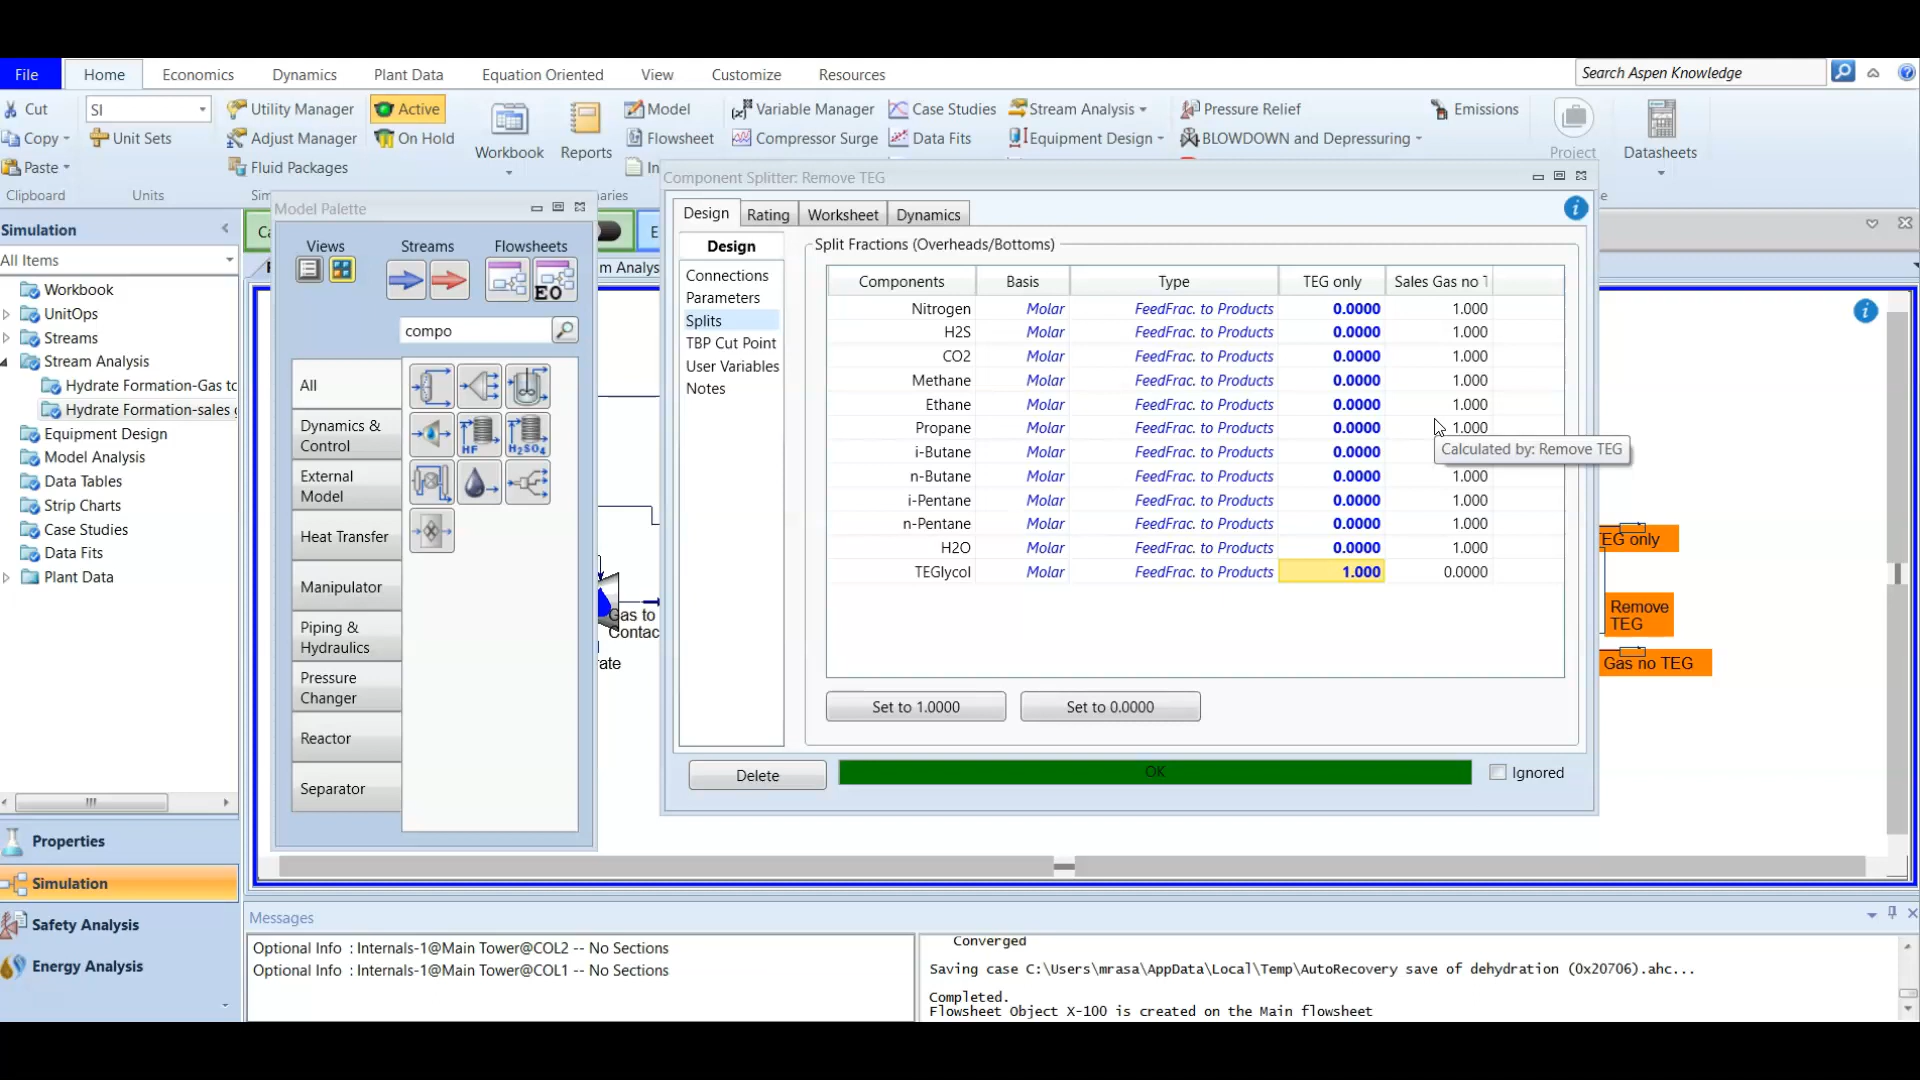 File Home Economics Dynamics Plant Data Equation Oriented View Customize Resources Search Aspen Knowledge
Cut SI Utility Manager Active Model Variable Manager Case Studies Stream Analysis Pressure Relief Emissions
Copy Unit Sets Adjust Manager On Hold Workbook Reports Flowsheet Compressor Surge Data Fits Equipment Design BLOWDOWN and Depressuring Project Datasheets
Paste Fluid Packages In
Clipboard Units Sim aries e
Component Splitter: Remove TEG
Model Palette
Simulation
All Items
Workbook
UnitOps
Streams
Stream Analysis
Hydrate Formation-Gas to
Hydrate Formation-sales g
Equipment Design
Model Analysis
Data Tables
Strip Charts
Case Studies
Data Fits
Plant Data
Properties
Simulation
Safety Analysis
Energy Analysis
Ca
E
m Analys
Views Streams Flowsheets
EO
compo
All
Dynamics &
Control
External
Model
Heat Transfer
Manipulator
Piping &
Hydraulics
Pressure
Changer
Reactor
Separator
HF
H2SO4
Gas to
Contac
rate
Design Rating Worksheet Dynamics
Design
Connections
Parameters
Splits
TBP Cut Point
User Variables
Notes
Split Fractions (Overheads/Bottoms)
Components Basis Type TEG only Sales Gas no T
Nitrogen Molar FeedFrac. to Products 0.0000 1.000
H2S Molar FeedFrac. to Products 0.0000 1.000
CO2 Molar FeedFrac. to Products 0.0000 1.000
Methane Molar FeedFrac. to Products 0.0000 1.000
Ethane Molar FeedFrac. to Products 0.0000 1.000
Propane Molar FeedFrac. to Products 0.0000 1.000
i-Butane Molar FeedFrac. to Products 0.0000
Calculated by: Remove TEG
n-Butane Molar FeedFrac. to Products 0.0000 1.000
i-Pentane Molar FeedFrac. to Products 0.0000 1.000
n-Pentane Molar FeedFrac. to Products 0.0000 1.000
H2O Molar FeedFrac. to Products 0.0000 1.000
TEGlycol Molar FeedFrac. to Products 1.000 0.0000
Set to 1.0000 Set to 0.0000
Delete OK Ignored
TEG only
Remove
TEG
Gas no TEG
Messages
Optional Info : Internals-1@Main Tower@COL2 -- No Sections
Optional Info : Internals-1@Main Tower@COL1 -- No Sections
Converged
Saving case C:\Users\mrasa\AppData\Local\Temp\AutoRecovery save of dehydration (0x20706).ahc...
Completed.
Flowsheet Object X-100 is created on the Main flowsheet